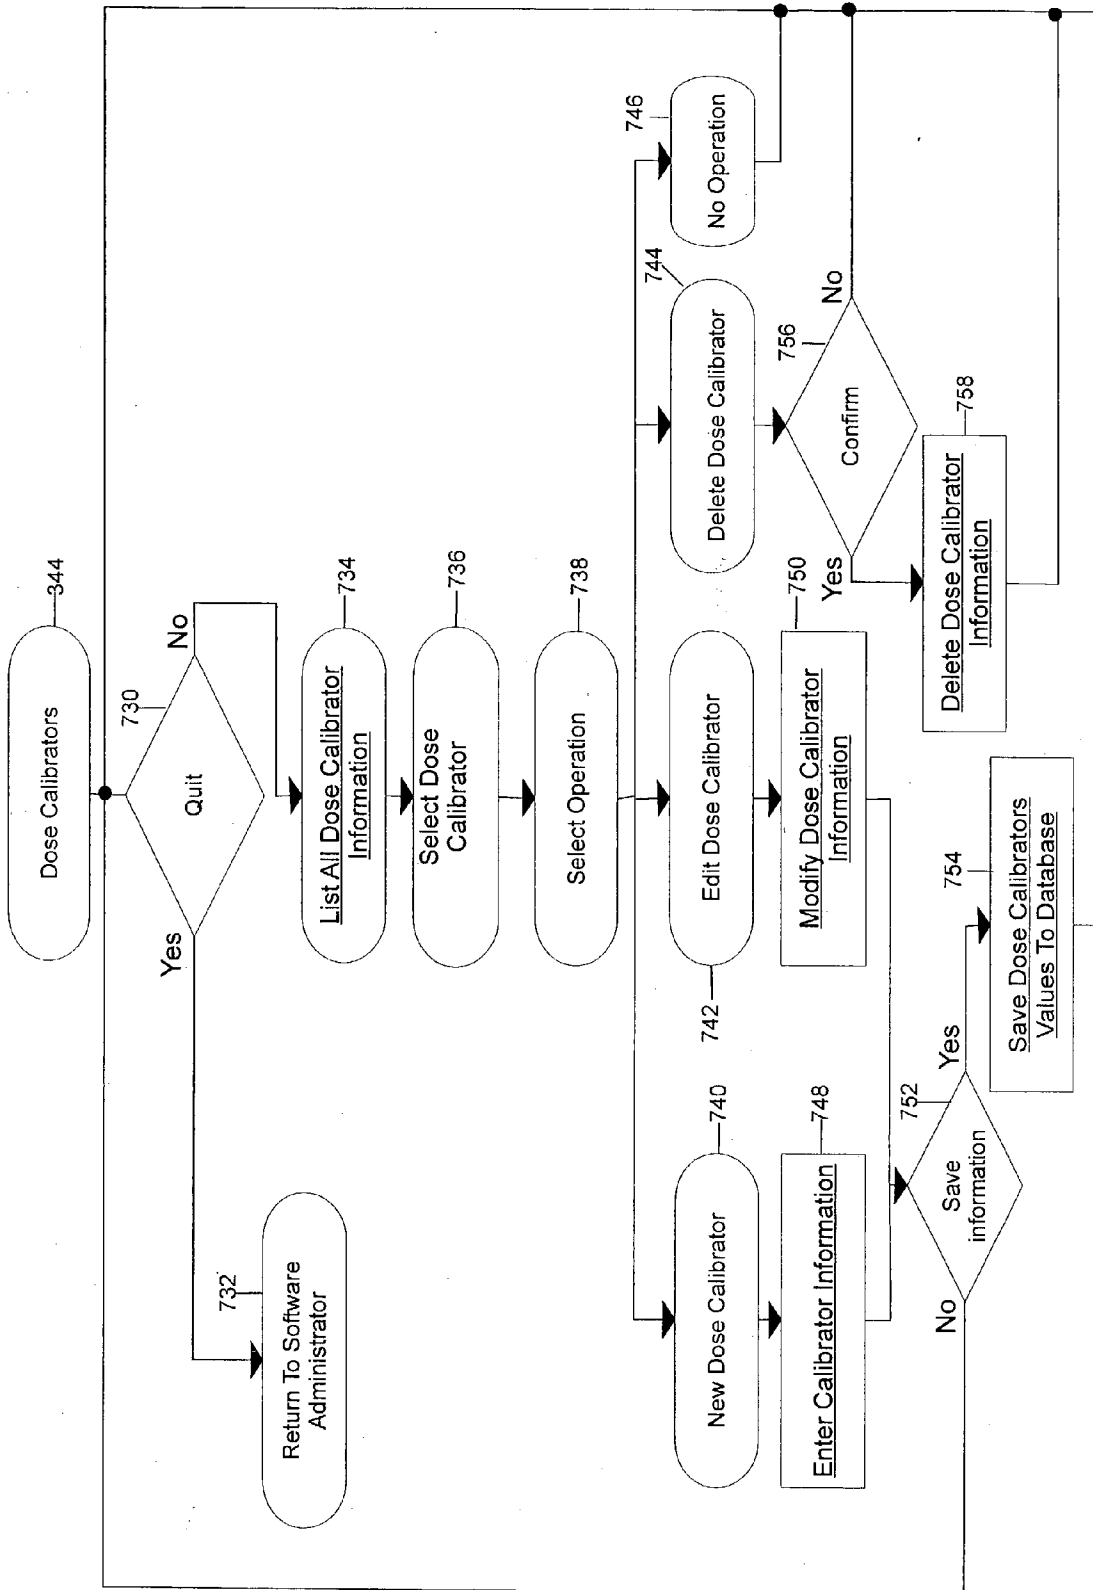 Dose Calibrators
344
730
Quit
Yes
No
732
Return To Software
Administrator
List All Dose Calibrator
Information
734
Select Dose
Calibrator
736
Select Operation
738
New Dose Calibrator
740
742
Edit Dose Calibrator
744
Delete Dose Calibrator
746
No Operation
Enter Calibrator Information
748
Modify Dose Calibrator
Information
750
756
Confirm
Yes
No
752
Save
information
No
Yes
754
Save Dose Calibrators
Values To Database
Delete Dose Calibrator
Information
758